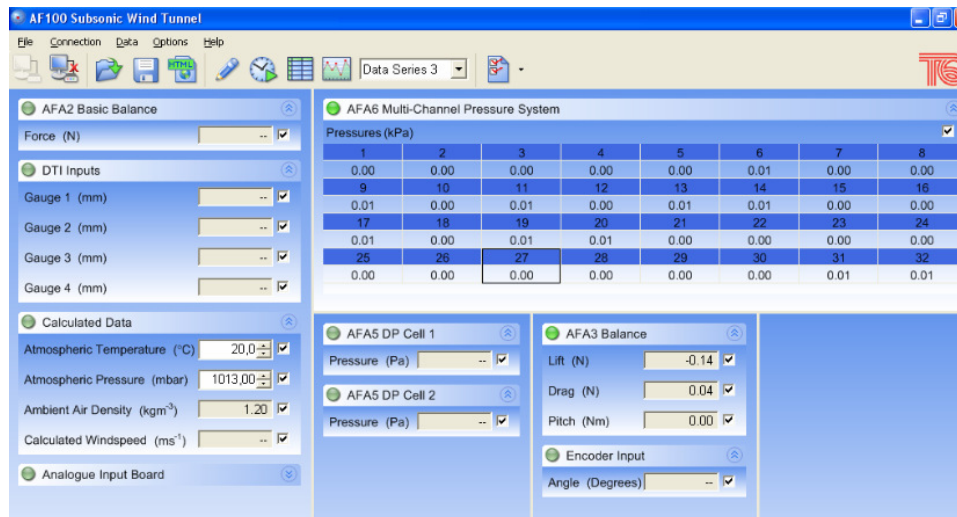 AF100 Subsonic Wind Tunnel
File Connection Data Options Help
HTML
Data Series 3
AFA2 Basic Balance
Force (N) --
DTI Inputs
Gauge 1 (mm) --
Gauge 2 (mm) --
Gauge 3 (mm) --
Gauge 4 (mm) --
Calculated Data
Atmospheric Temperature (°C) 20,0
Atmospheric Pressure (mbar) 1013,00
Ambient Air Density (kgm⁻³) 1.20
Calculated Windspeed (ms⁻¹) --
Analogue Input Board
AFA6 Multi-Channel Pressure System
Pressures (kPa)
1 2 3 4 5 6 7 8
0.00 0.00 0.00 0.00 0.00 0.01 0.00 0.00
9 10 11 12 13 14 15 16
0.01 0.00 0.01 0.00 0.01 0.01 0.00 0.00
17 18 19 20 21 22 23 24
0.01 0.00 0.01 0.01 0.00 0.00 0.00 0.00
25 26 27 28 29 30 31 32
0.00 0.00 0.00 0.00 0.00 0.00 0.01 0.01
AFA5 DP Cell 1
Pressure (Pa) --
AFA5 DP Cell 2
Pressure (Pa) --
AFA3 Balance
Lift (N) -0.14
Drag (N) 0.04
Pitch (Nm) 0.00
Encoder Input
Angle (Degrees) --